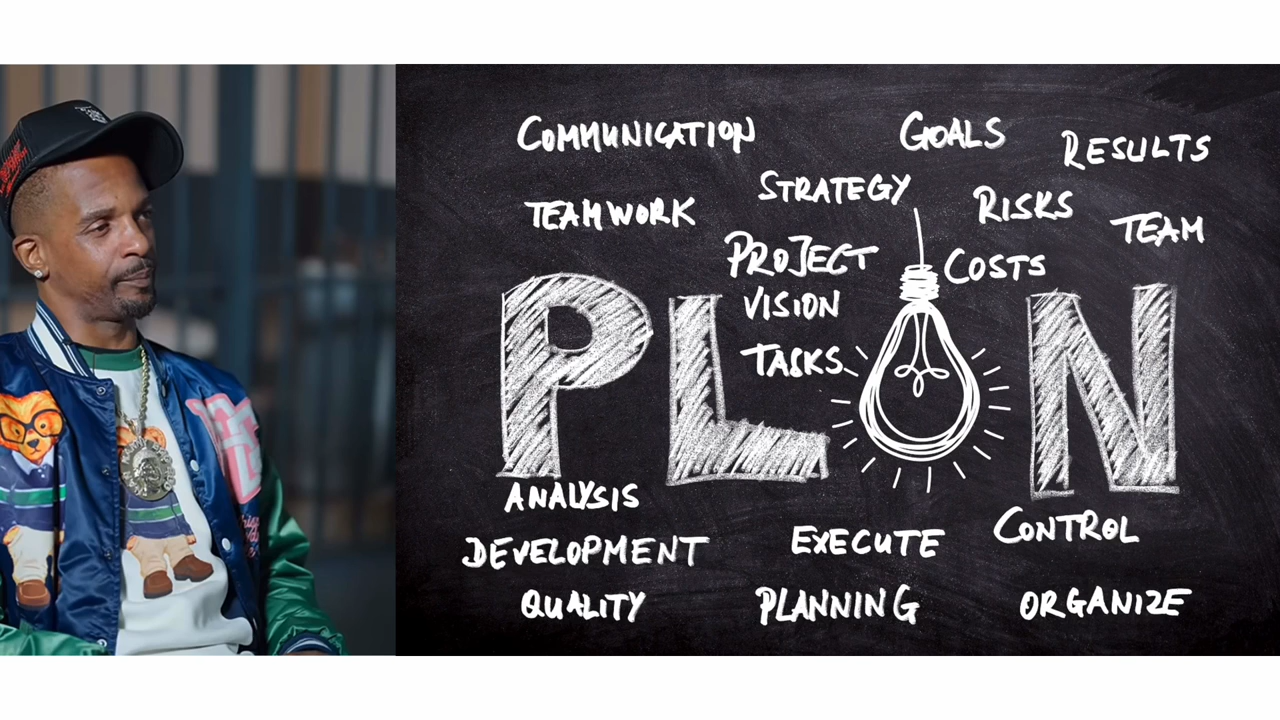 COMMUNICATION
GOALS
RESULTS
STRATEGY
TEAMWORK
RISKS
TEAM
PROJECT
COSTS
VISION
TASKS
PLAN
ANALYSIS
CONTROL
DEVELOPMENT
EXECUTE
QUALITY
PLANNING
ORGANIZE